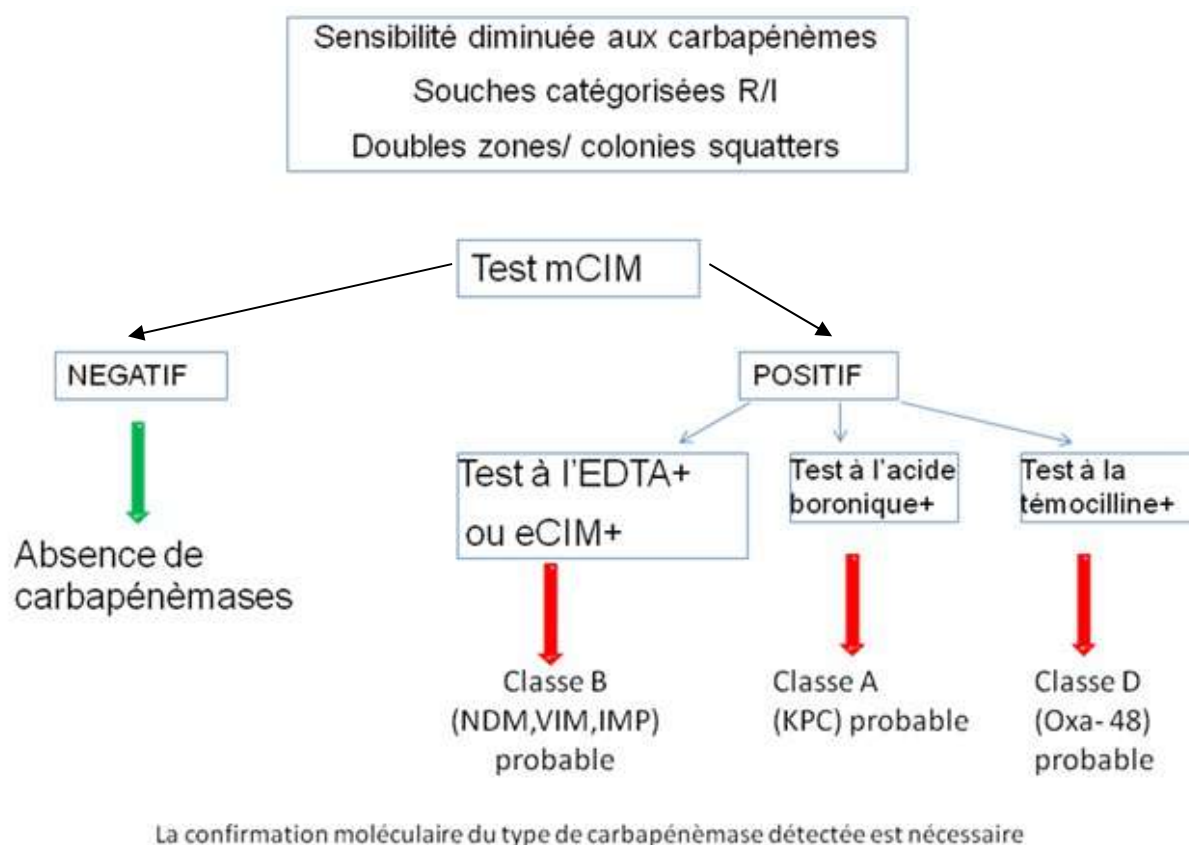 Sensibilité diminuée aux carbapénèmes
Souches catégorisées R/I
Doubles zones/ colonies squatters
Test mCIM
NEGATIF
POSITIF
Test à l'EDTA+
ou eCIM+
Test à l'acide
boronique+
Test à la
témocilline+
Absence de
carbapénèmases
Classe B
(NDM,VIM,IMP)
probable
Classe A
(KPC) probable
Classe D
(Oxa- 48)
probable
La confirmation moléculaire du type de carbapénèmase détectée est nécessaire